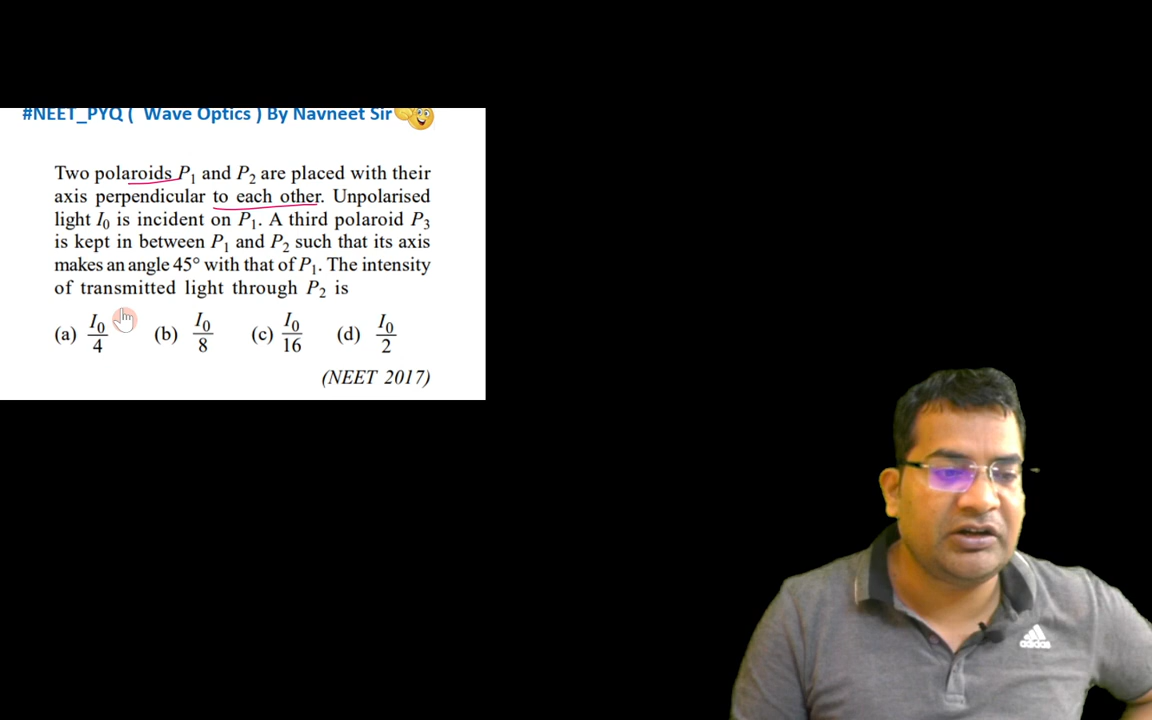 #NEET_PYQ ( Wave Optics ) By Navneet Sir
Two polaroids P₁ and P₂ are placed with their
axis perpendicular to each other. Unpolarised
light I₀ is incident on P₁. A third polaroid P₃
is kept in between P₁ and P₂ such that its axis
makes an angle 45° with that of P₁. The intensity
of transmitted light through P₂ is
(a) I₀/4 (b) I₀/8 (c) I₀/16 (d) I₀/2
(NEET 2017)
adidas